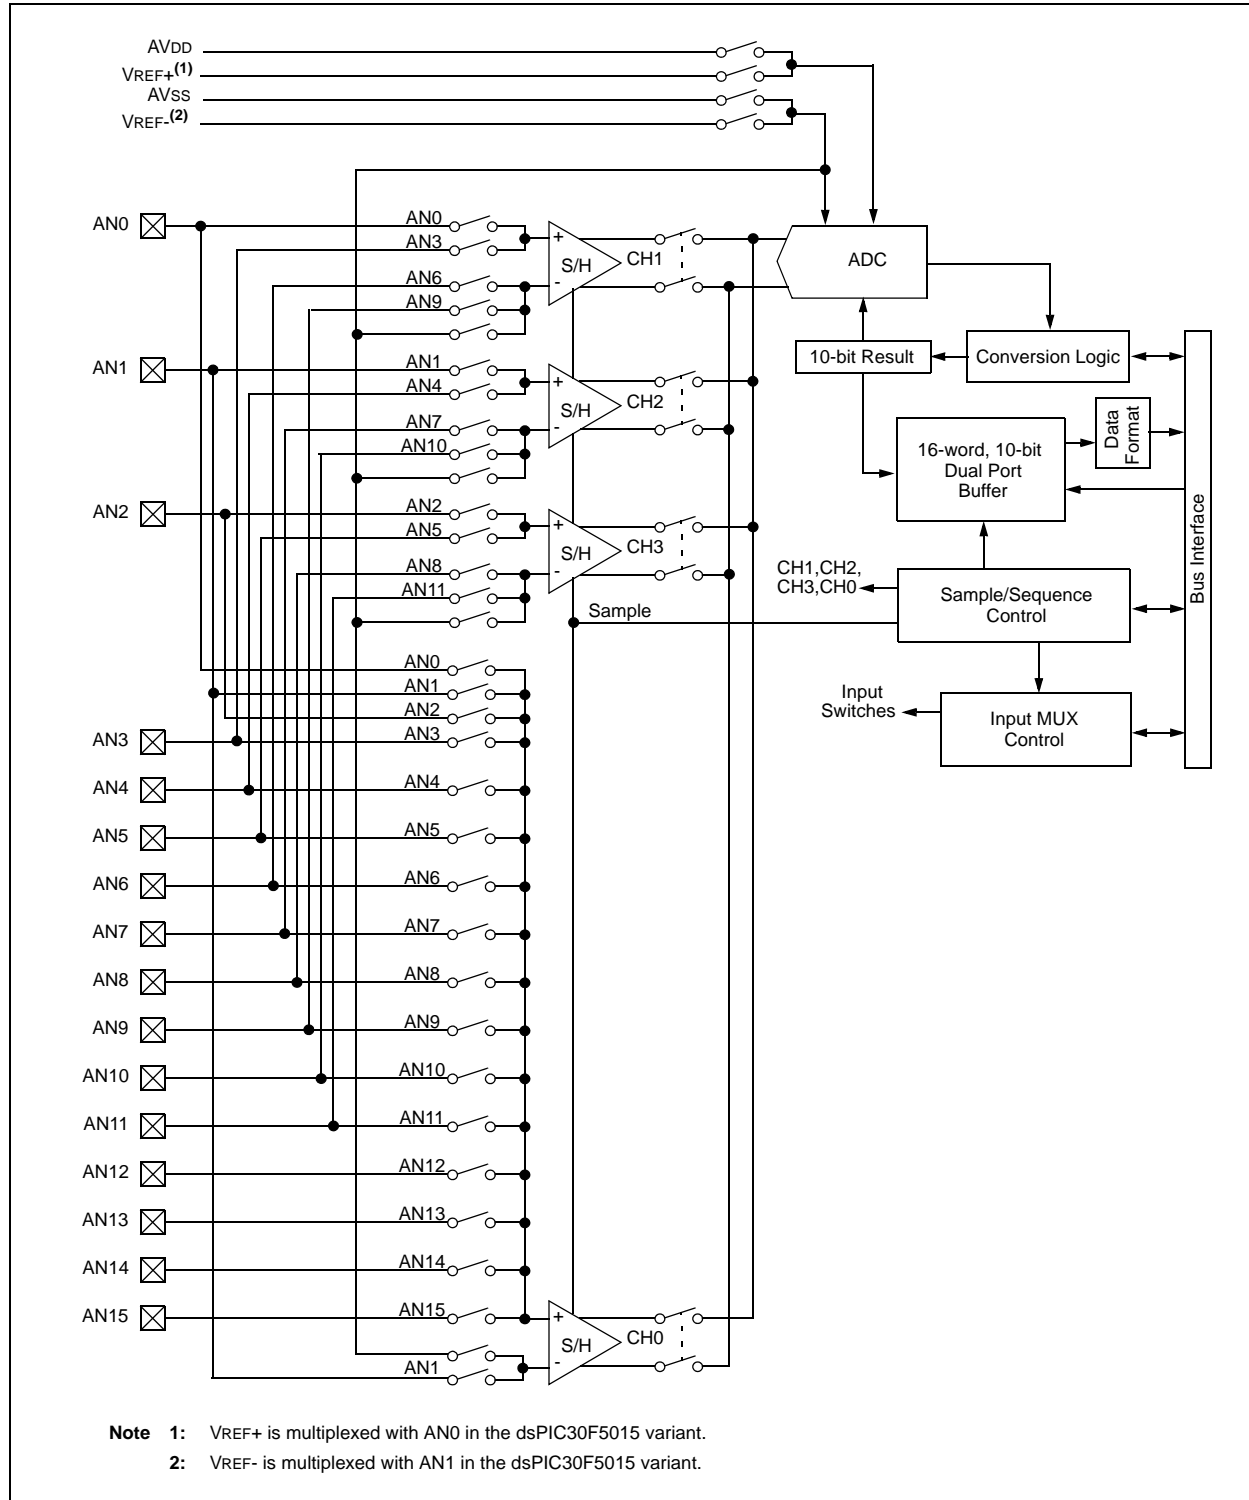 AVDD
VREF+(1)
AVSS
VREF-(2)
AN0
AN0
AN3
AN6
AN9
+
-
S/H
CH1
ADC
10-bit Result
Conversion Logic
AN1
AN1
AN4
AN7
AN10
+
-
S/H
CH2
16-word, 10-bit
Dual Port
Buffer
Data
Format
AN2
AN2
AN5
AN8
AN11
+
-
S/H
CH3
CH1,CH2,
CH3,CH0
Sample
Sample/Sequence
Control
Bus Interface
Input
Switches
Input MUX
Control
AN0
AN1
AN2
AN3
AN3
AN4
AN4
AN5
AN5
AN6
AN6
AN7
AN7
AN8
AN8
AN9
AN9
AN10
AN10
AN11
AN11
AN12
AN12
AN13
AN13
AN14
AN14
AN15
AN15
AN1
+
-
S/H
CH0
Note 1: VREF+ is multiplexed with AN0 in the dsPIC30F5015 variant.
2: VREF- is multiplexed with AN1 in the dsPIC30F5015 variant.